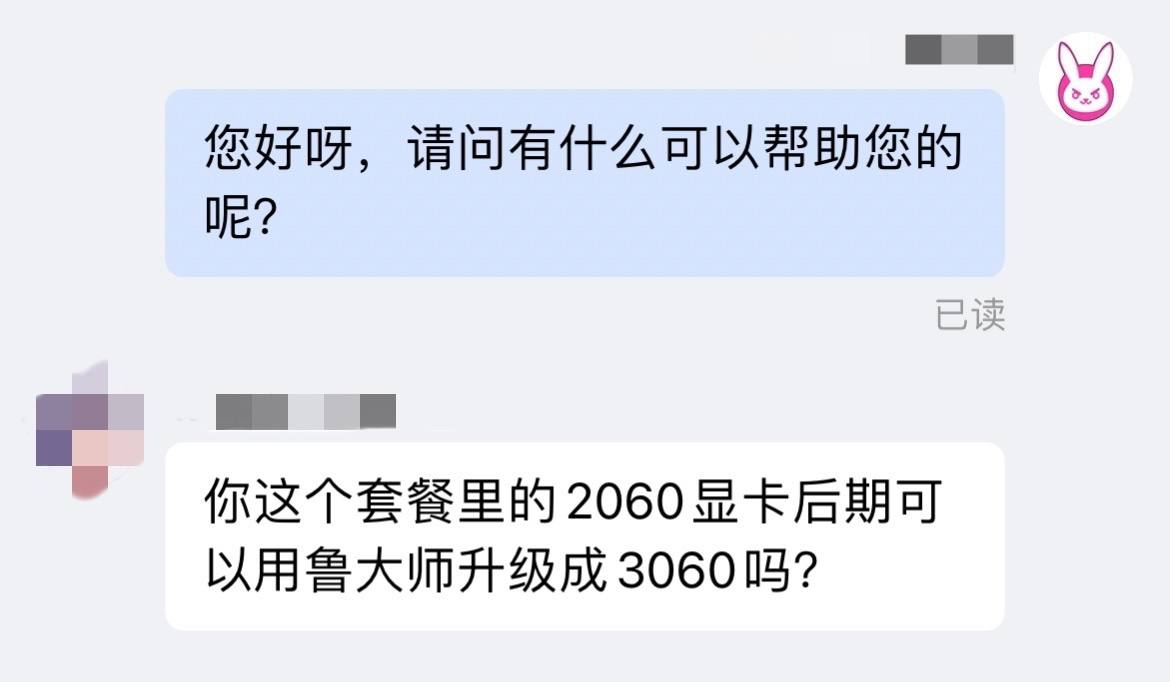 您好呀，请问有什么可以帮助您的
呢？
已读
你这个套餐里的2060显卡后期可
以用鲁大师升级成3060吗？